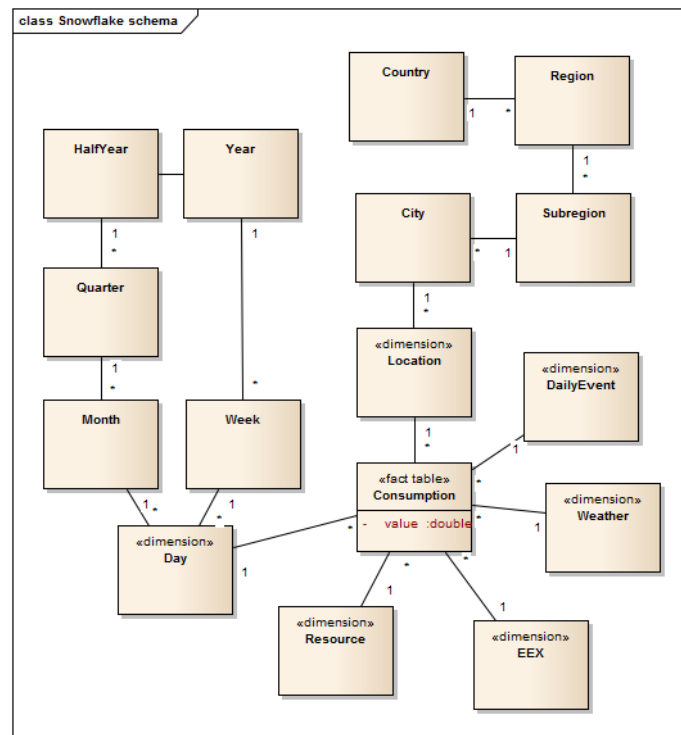 class Snowflake schema
Country
Region
1
*
1
*
HalfYear
Year
City
Subregion
*
1
1
*
1
1
*
Quarter
«dimension»
Location
1
*
«dimension»
DailyEvent
*
Month
Week
1
*
1
«fact table»
Consumption
*
- value :double
*
*
*
«dimension»
Weather
1
1
*
1
*
«dimension»
Day
1
*
1
«dimension»
Resource
1
«dimension»
EEX